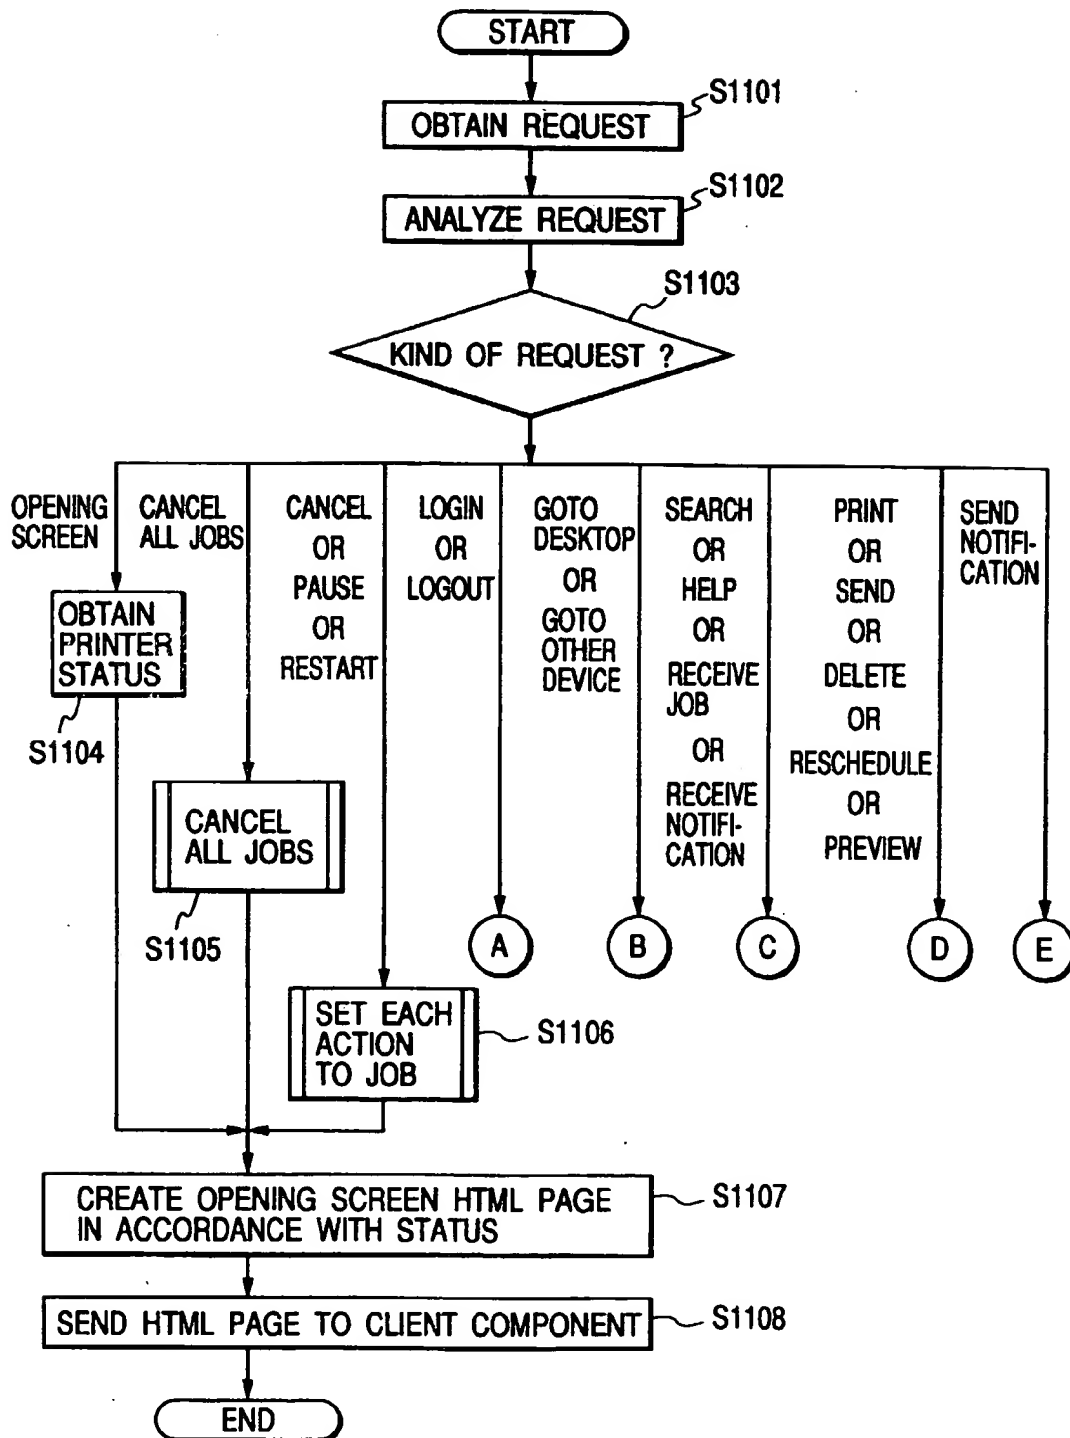 START
S1101
OBTAIN REQUEST
S1102
ANALYZE REQUEST
S1103
KIND OF REQUEST ?
OPENING
SCREEN
CANCEL
ALL JOBS
CANCEL
OR
PAUSE
OR
RESTART
LOGIN
OR
LOGOUT
GOTO
DESKTOP
OR
GOTO
OTHER
DEVICE
SEARCH
OR
HELP
OR
RECEIVE
JOB
OR
RECEIVE
NOTIFI-
CATION
PRINT
OR
SEND
OR
DELETE
OR
RESCHEDULE
OR
PREVIEW
SEND
NOTIFI-
CATION
OBTAIN
PRINTER
STATUS
S1104
CANCEL
ALL JOBS
S1105
SET EACH
ACTION
TO JOB
S1106
A
B
C
D
E
CREATE OPENING SCREEN HTML PAGE
IN ACCORDANCE WITH STATUS
S1107
SEND HTML PAGE TO CLIENT COMPONENT
S1108
END